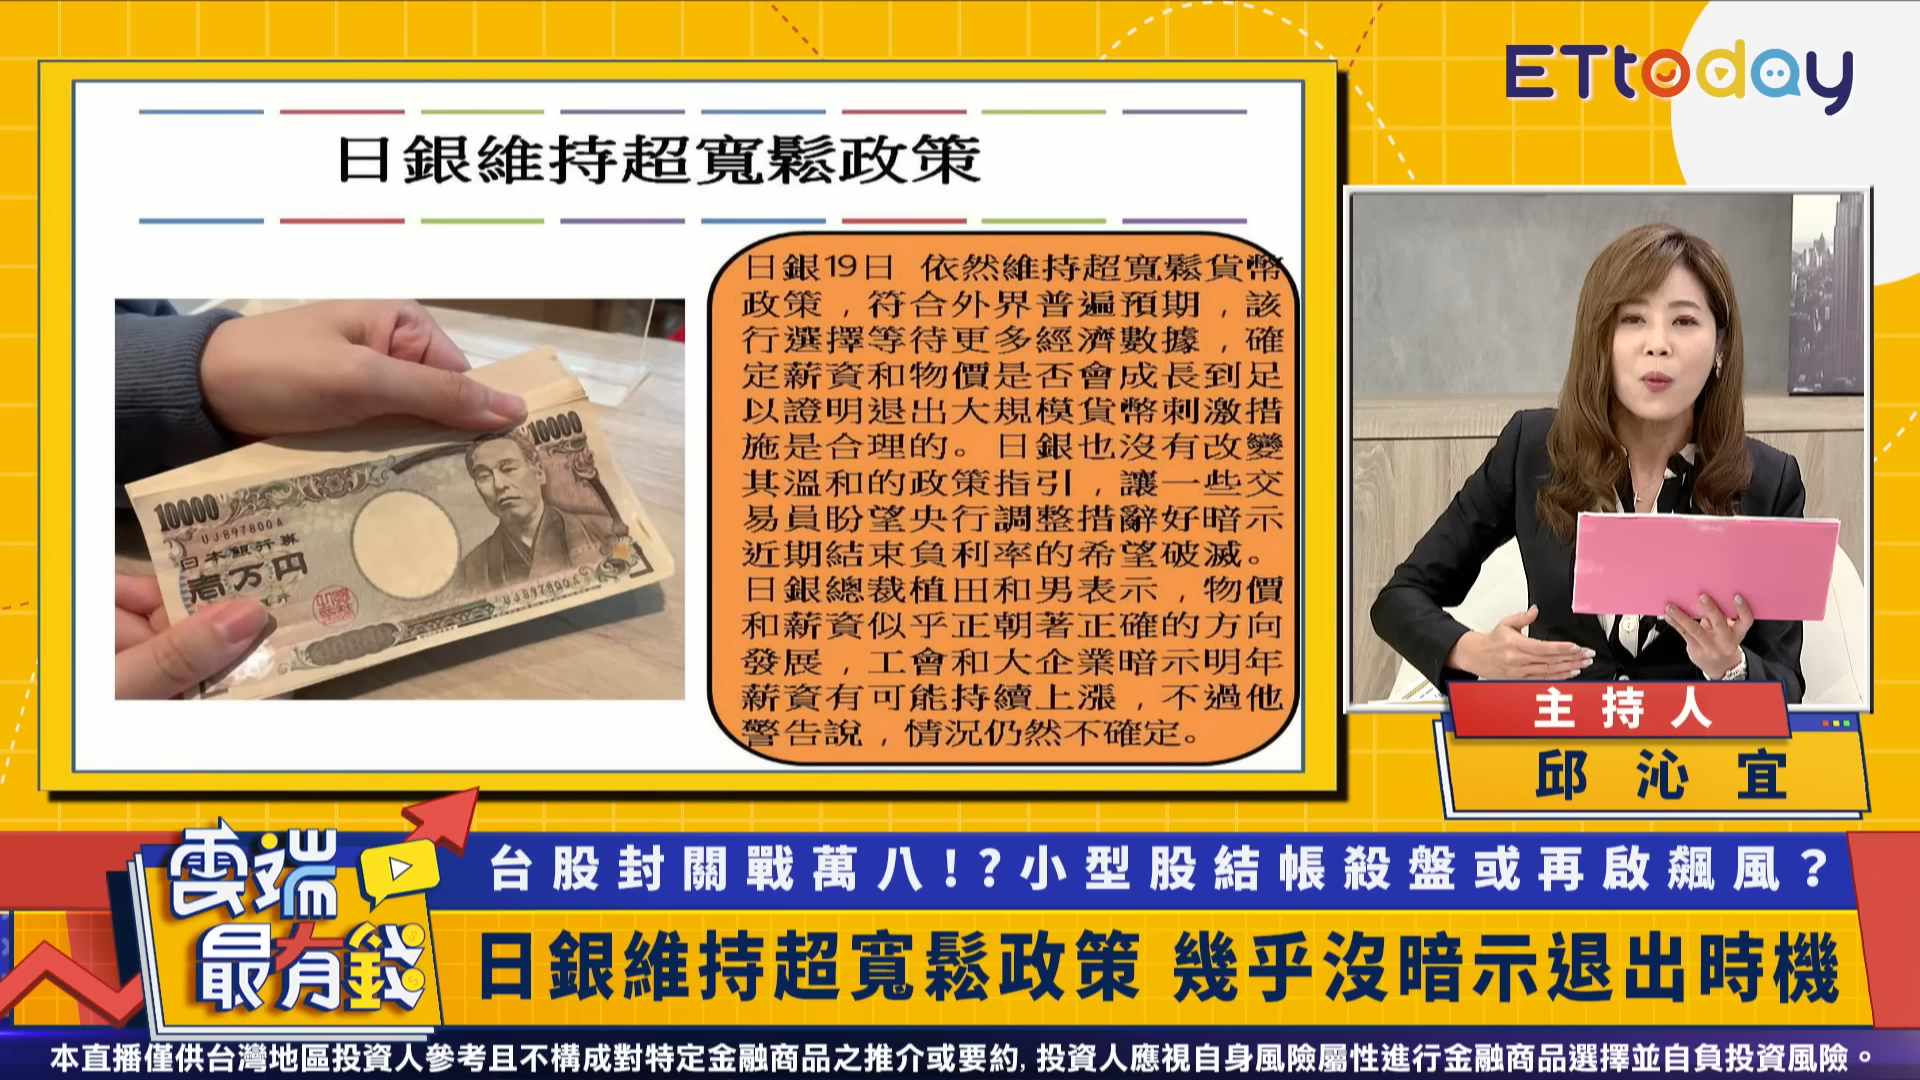 ETtoday
日銀維持超寬鬆政策
日銀19日 依然維持超寬鬆貨幣
政策，符合外界普遍預期，該
行選擇等待更多經濟數據，確
定薪資和物價是否會成長到足
以證明退出大規模貨幣刺激措
施是合理的。日銀也沒有改變
其溫和的政策指引，讓一些交
易員盼望央行調整措辭好暗示
近期結束負利率的希望破滅。
日銀總裁植田和男表示，物價
和薪資似乎正朝著正確的方向
發展，工會和大企業暗示明年
薪資有可能持續上漲，不過他
警告說，情況仍然不確定。
10000
10000
UJ897800A
日本銀行券
壱万円
UJ897800A
主持人
邱沁宜
雲端
最有錢
台股封關戰萬八!?小型股結帳殺盤或再啟飆風？
日銀維持超寬鬆政策 幾乎沒暗示退出時機
本直播僅供台灣地區投資人參考且不構成對特定金融商品之推介或要約, 投資人應視自身風險屬性進行金融商品選擇並自負投資風險。